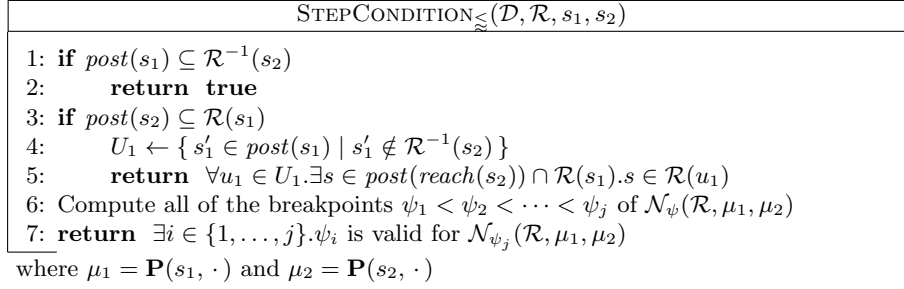 STEPCONDITION≨(𝒟, ℛ, s₁, s₂)
1: if post(s₁) ⊆ ℛ⁻¹(s₂)
2: return true
3: if post(s₂) ⊆ ℛ(s₁)
4: U₁ ← { s′₁ ∈ post(s₁) | s′₁ ∉ ℛ⁻¹(s₂) }
5: return ∀u₁ ∈ U₁.∃s ∈ post(reach(s₂)) ∩ ℛ(s₁).s ∈ ℛ(u₁)
6: Compute all of the breakpoints ψ₁ < ψ₂ < ··· < ψⱼ of 𝒩_ψ(ℛ, μ₁, μ₂)
7: return ∃i ∈ {1, . . . , j}.ψᵢ is valid for 𝒩_ψⱼ(ℛ, μ₁, μ₂)
where μ₁ = P(s₁, ·) and μ₂ = P(s₂, ·)